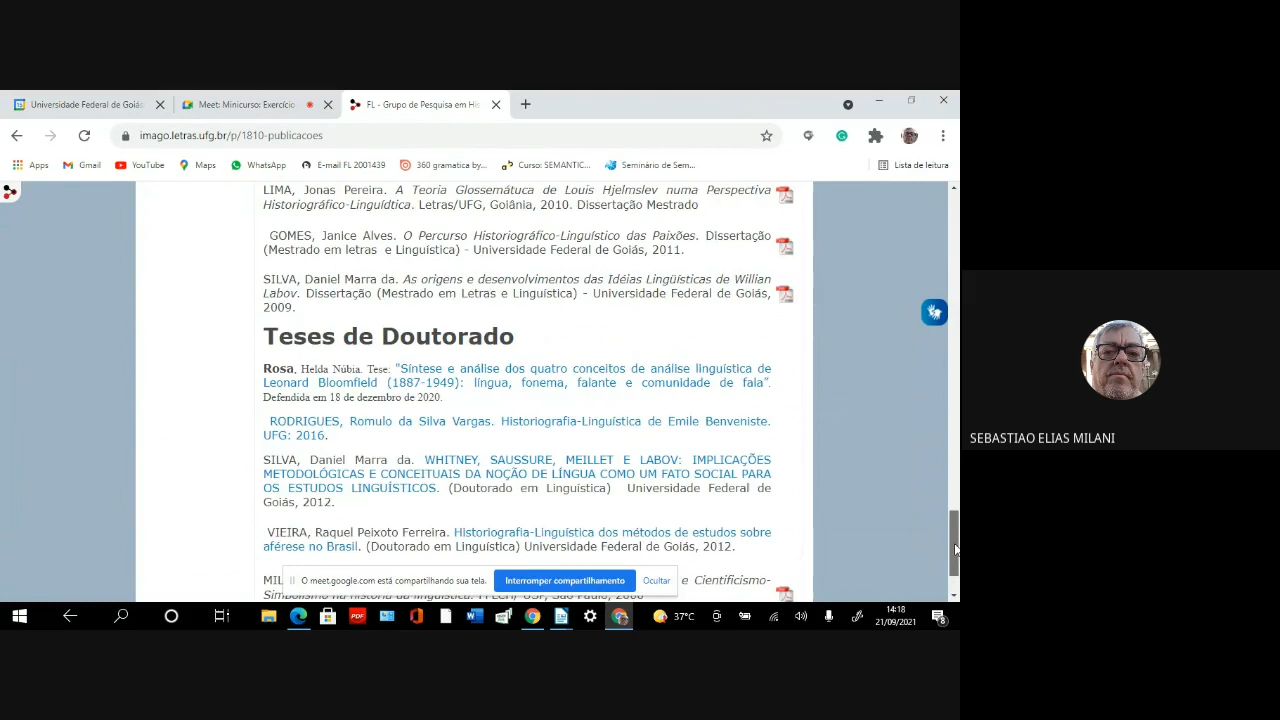 Universidade Federal de Goiás
Meet: Minicurso: Exercício
FL - Grupo de Pesquisa em His
imago.letras.ufg.br/p/1810-publicacoes
Apps Gmail YouTube Maps WhatsApp E-mail FL 2001439 360 gramatica by... Curso: SEMANTIC... Seminário de Sem... Lista de leitura
LIMA, Jonas Pereira. A Teoria Glossemátuca de Louis Hjelmslev numa Perspectiva
Historiográfico-Linguídtica. Letras/UFG, Goiânia, 2010. Dissertação Mestrado
GOMES, Janice Alves. O Percurso Historiográfico-Linguístico das Paixões. Dissertação
(Mestrado em letras e Linguística) - Universidade Federal de Goiás, 2011.
SILVA, Daniel Marra da. As origens e desenvolvimentos das Idéias Lingüísticas de Willian
Labov. Dissertação (Mestrado em Letras e Linguística) - Universidade Federal de Goiás,
2009.
Teses de Doutorado
Rosa, Helda Núbia. Tese: "Síntese e análise dos quatro conceitos de análise linguística de
Leonard Bloomfield (1887-1949): língua, fonema, falante e comunidade de fala”.
Defendida em 18 de dezembro de 2020.
RODRIGUES, Romulo da Silva Vargas. Historiografia-Linguística de Emile Benveniste.
UFG: 2016.
SILVA, Daniel Marra da. WHITNEY, SAUSSURE, MEILLET E LABOV: IMPLICAÇÕES
METODOLÓGICAS E CONCEITUAIS DA NOÇÃO DE LÍNGUA COMO UM FATO SOCIAL PARA
OS ESTUDOS LINGUÍSTICOS. (Doutorado em Linguística) Universidade Federal de
Goiás, 2012.
VIEIRA, Raquel Peixoto Ferreira. Historiografia-Linguística dos métodos de estudos sobre
aférese no Brasil. (Doutorado em Linguística) Universidade Federal de Goiás, 2012.
e Cientificismo-
O meet.google.com está compartilhando sua tela. Interromper compartilhamento Ocultar
SEBASTIAO ELIAS MILANI
37°C
14:18
21/09/2021
8